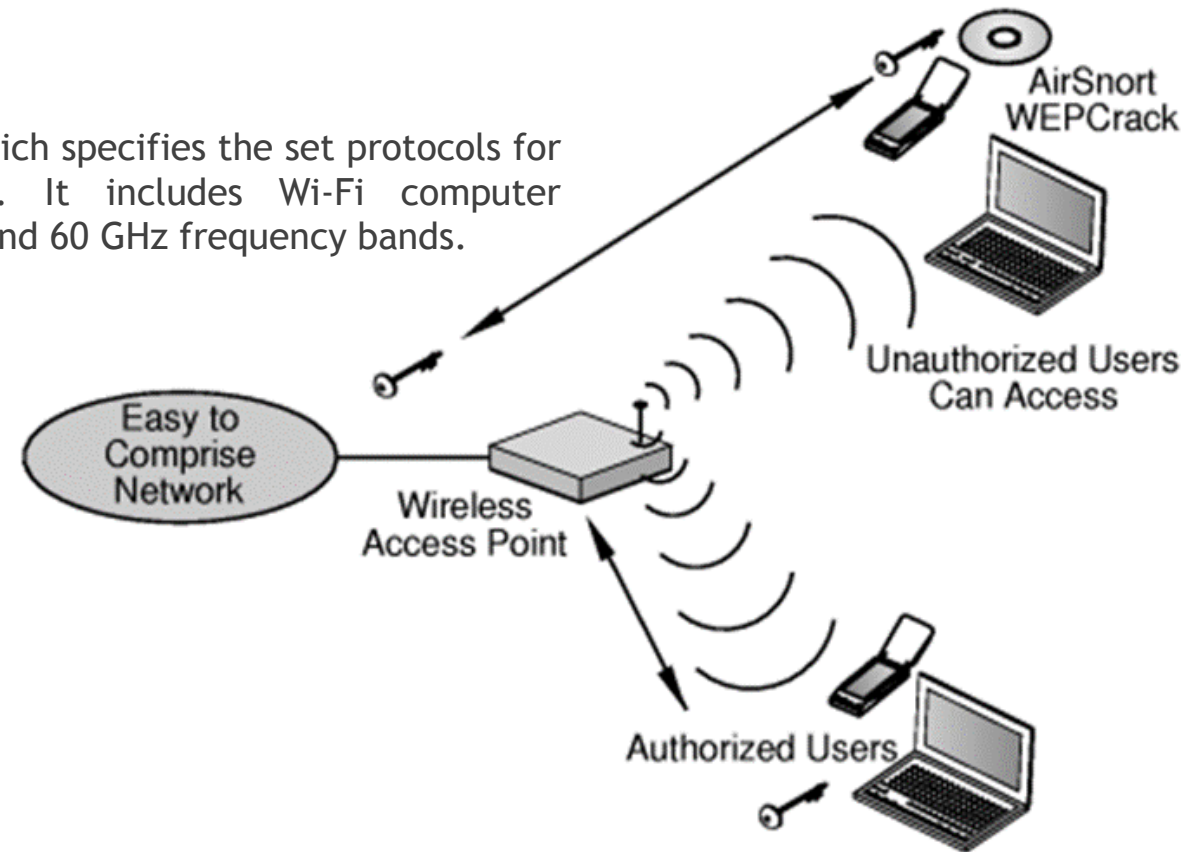 ich specifies the set protocols for
. It includes Wi-Fi computer
nd 60 GHz frequency bands.
AirSnort
WEPCrack
Unauthorized Users
Can Access
Easy to
Comprise
Network
Wireless
Access Point
Authorized Users